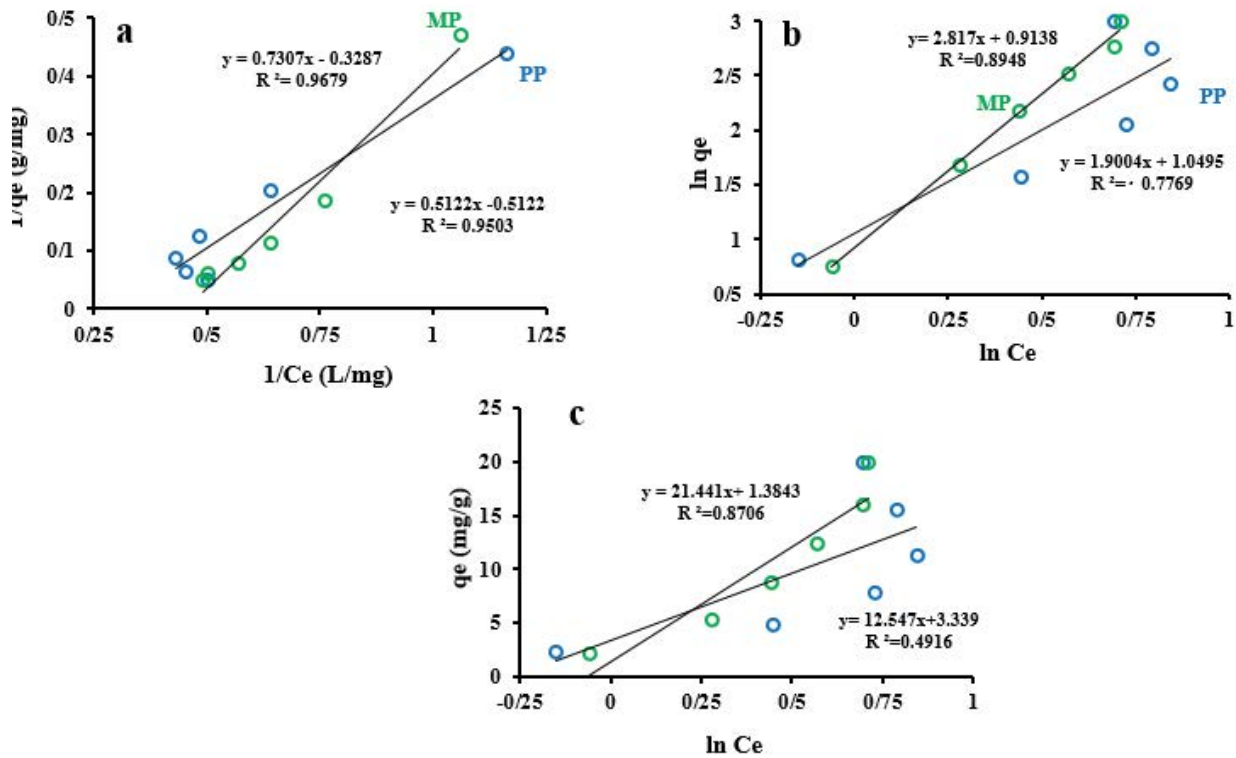 a
MP
PP
y = 0.7307x - 0.3287
R ²= 0.9679
y = 0.5122x -0.5122
R ²= 0.9503
1/qe (g/mg)
0/5
0/4
0/3
0/2
0/1
0
0/25
0/5
0/75
1
1/25
1/Ce (L/mg)
b
y= 2.817x + 0.9138
R ²=0.8948
MP
PP
y = 1.9004x + 1.0495
R ²= · 0.7769
ln qe
3
2/5
2
1/5
1
0/5
-0/25
0
0/25
0/5
0/75
1
ln Ce
c
y = 21.441x+ 1.3843
R ²=0.8706
y= 12.547x+3.339
R ²=0.4916
qe (mg/g)
25
20
15
10
5
0
-0/25
0
0/25
0/5
0/75
1
ln Ce